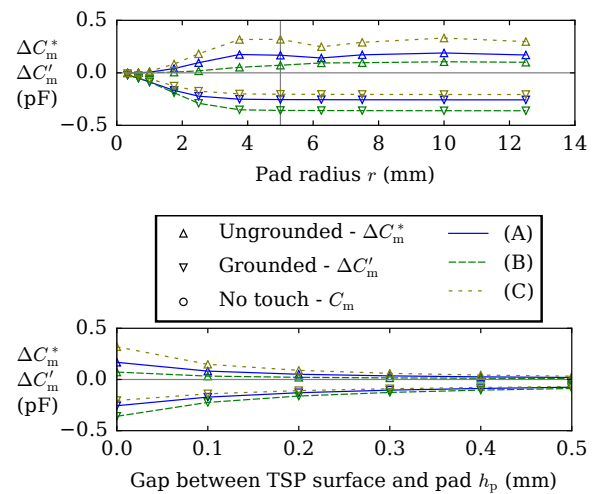 0.5
ΔC*m
0.0
ΔC′m
(pF)
−0.5
0 2 4 6 8 10 12 14
Pad radius r (mm)
Ungrounded - ΔC*m (A)
Grounded - ΔC′m (B)
No touch - Cm (C)
0.5
ΔC*m
0.0
ΔC′m
(pF)
−0.5
0.0 0.1 0.2 0.3 0.4 0.5
Gap between TSP surface and pad hp (mm)